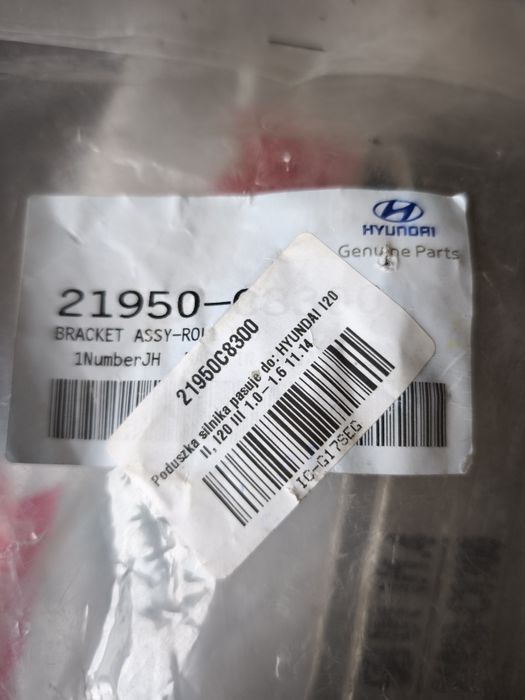 HYUNDAI
Genuine Parts
21950-
BRACKET ASSY-ROL
1NumberJH
21950C8300
Poduszka silnika pasuje do: HYUNDAI I20
II, I20 III 1.0-1.6 11.14
IC-G17SEG